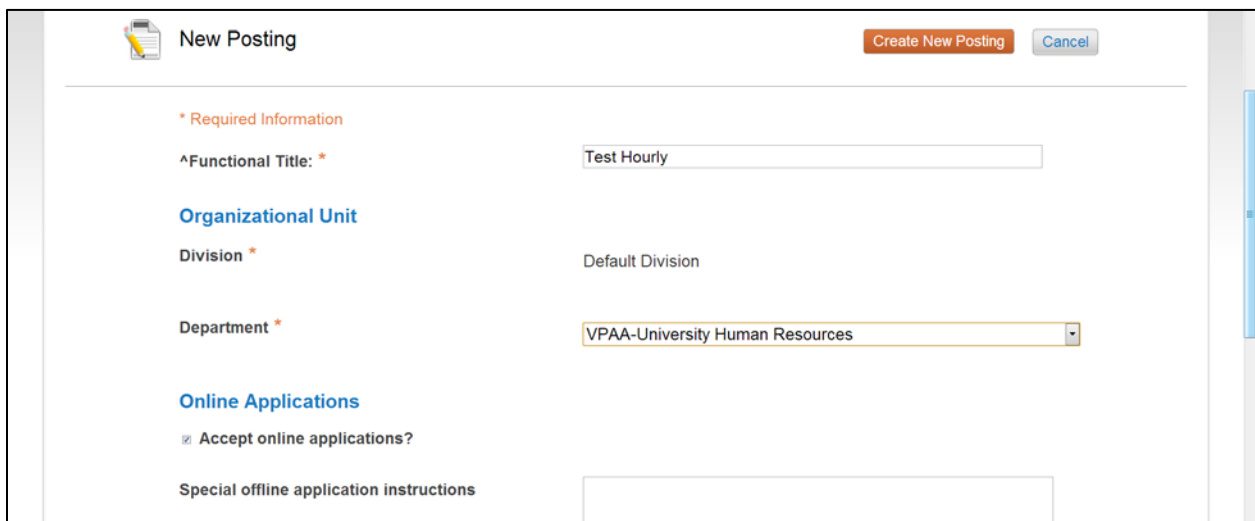 New Posting
Create New Posting
Cancel
* Required Information
^Functional Title: *
Test Hourly
Organizational Unit
Division *
Default Division
Department *
VPAA-University Human Resources
Online Applications
Accept online applications?
Special offline application instructions